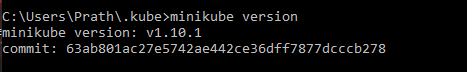 C:\Users\Prath\.kube>minikube version
minikube version: v1.10.1
commit: 63ab801ac27e5742ae442ce36dff7877dcccb278